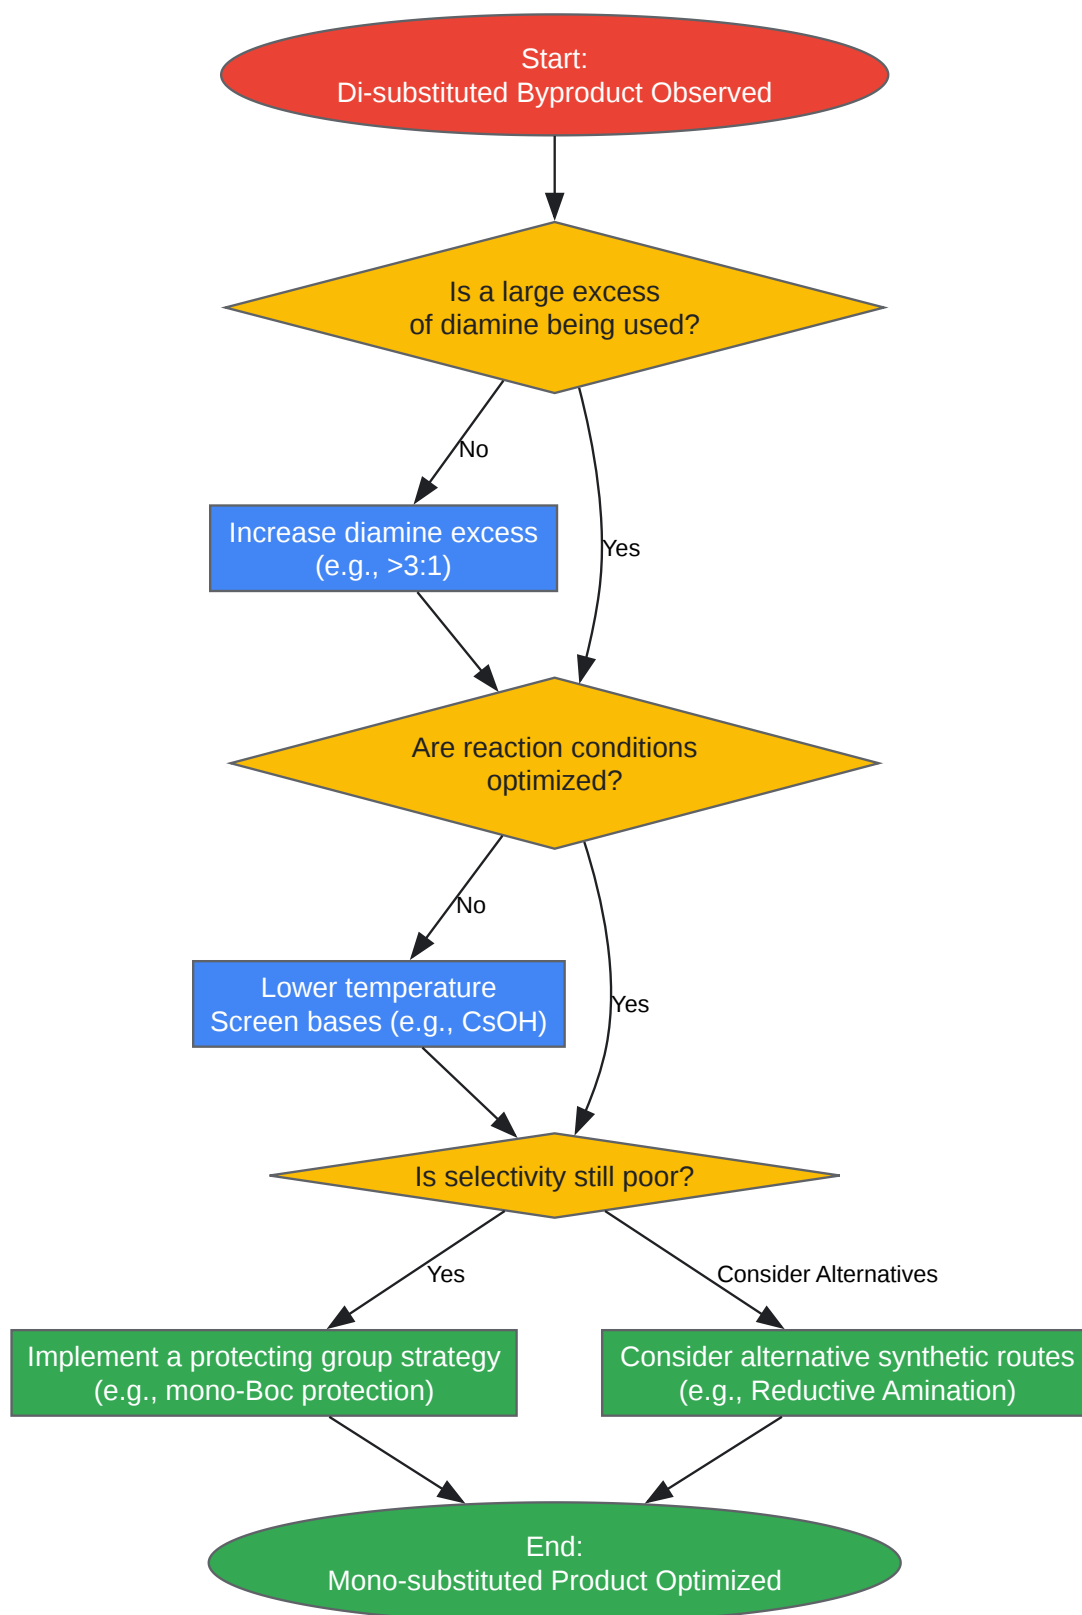 Start:
Di-substituted Byproduct Observed
Is a large excess
of diamine being used?
No
Increase diamine excess
(e.g., >3:1)
Yes
Are reaction conditions
optimized?
No
Lower temperature
Screen bases (e.g., CsOH)
Yes
Is selectivity still poor?
Yes
Consider Alternatives
Implement a protecting group strategy
(e.g., mono-Boc protection)
Consider alternative synthetic routes
(e.g., Reductive Amination)
End:
Mono-substituted Product Optimized